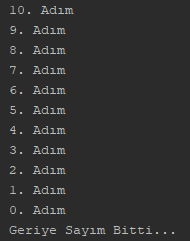 10. Adım
9. Adım
8. Adım
7. Adım
6. Adım
5. Adım
4. Adım
3. Adım
2. Adım
1. Adım
0. Adım
Geriye Sayım Bitti...